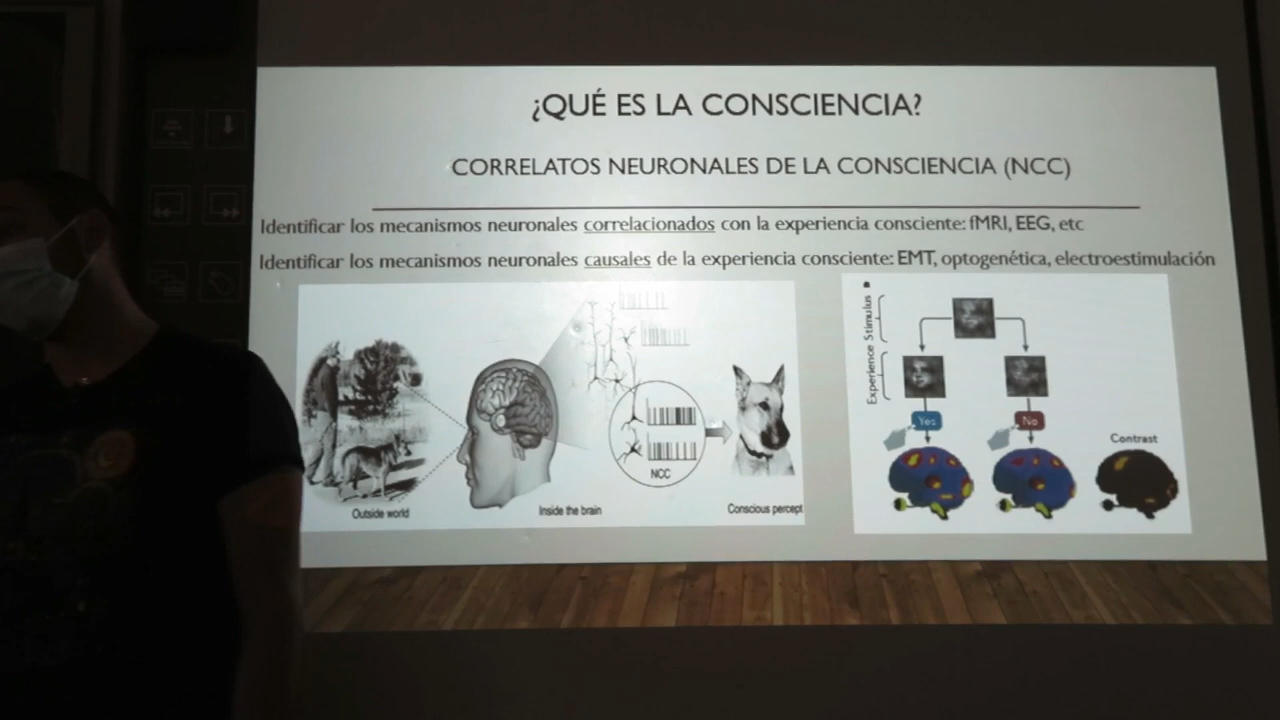 ¿QUÉ ES LA CONSCIENCIA?
CORRELATOS NEURONALES DE LA CONSCIENCIA (NCC)
Identificar los mecanismos neuronales correlacionados con la experiencia consciente: fMRI, EEG, etc
Identificar los mecanismos neuronales causales de la experiencia consciente: EMT, optogenética, electroestimulación
NCC
Outside world
Inside the brain
Conscious percept
Stimulus
Experience
Yes
No
Contrast